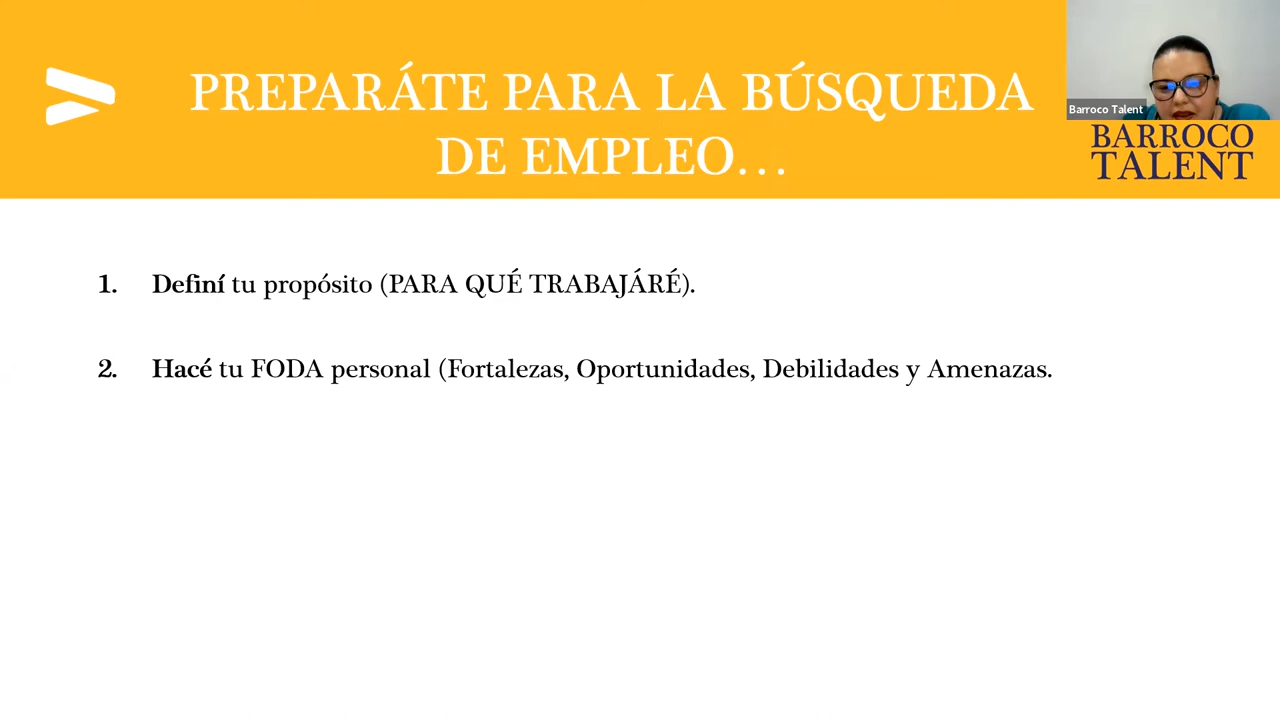 PREPARÁTE PARA LA BÚSQUEDA
DE EMPLEO...
Barroco Talent
BARROCO
TALENT
1. Definí tu propósito (PARA QUÉ TRABAJÁRÉ).
2. Hacé tu FODA personal (Fortalezas, Oportunidades, Debilidades y Amenazas.